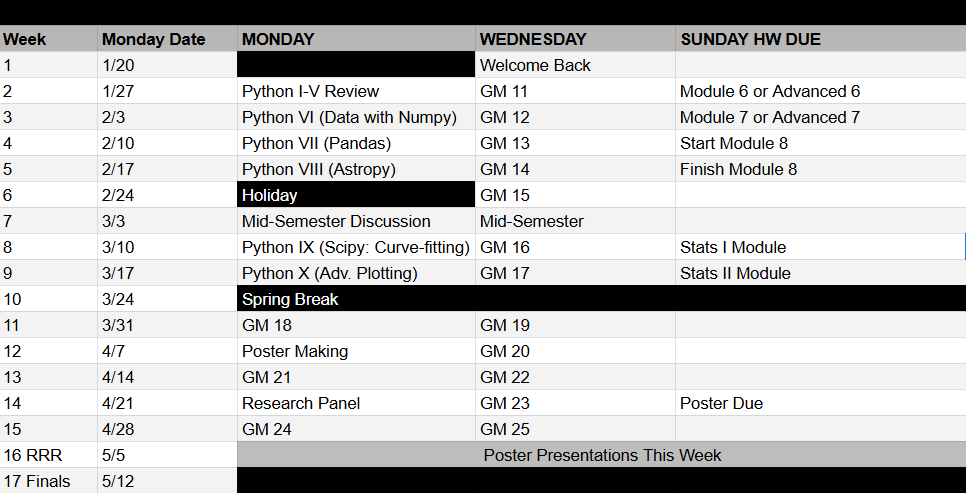 Week Monday Date MONDAY WEDNESDAY SUNDAY HW DUE
1 1/20 Welcome Back
2 1/27 Python I-V Review GM 11 Module 6 or Advanced 6
3 2/3 Python VI (Data with Numpy) GM 12 Module 7 or Advanced 7
4 2/10 Python VII (Pandas) GM 13 Start Module 8
5 2/17 Python VIII (Astropy) GM 14 Finish Module 8
6 2/24 Holiday GM 15
7 3/3 Mid-Semester Discussion Mid-Semester
8 3/10 Python IX (Scipy: Curve-fitting) GM 16 Stats I Module
9 3/17 Python X (Adv. Plotting) GM 17 Stats II Module
10 3/24 Spring Break
11 3/31 GM 18 GM 19
12 4/7 Poster Making GM 20
13 4/14 GM 21 GM 22
14 4/21 Research Panel GM 23 Poster Due
15 4/28 GM 24 GM 25
16 RRR 5/5 Poster Presentations This Week
17 Finals 5/12